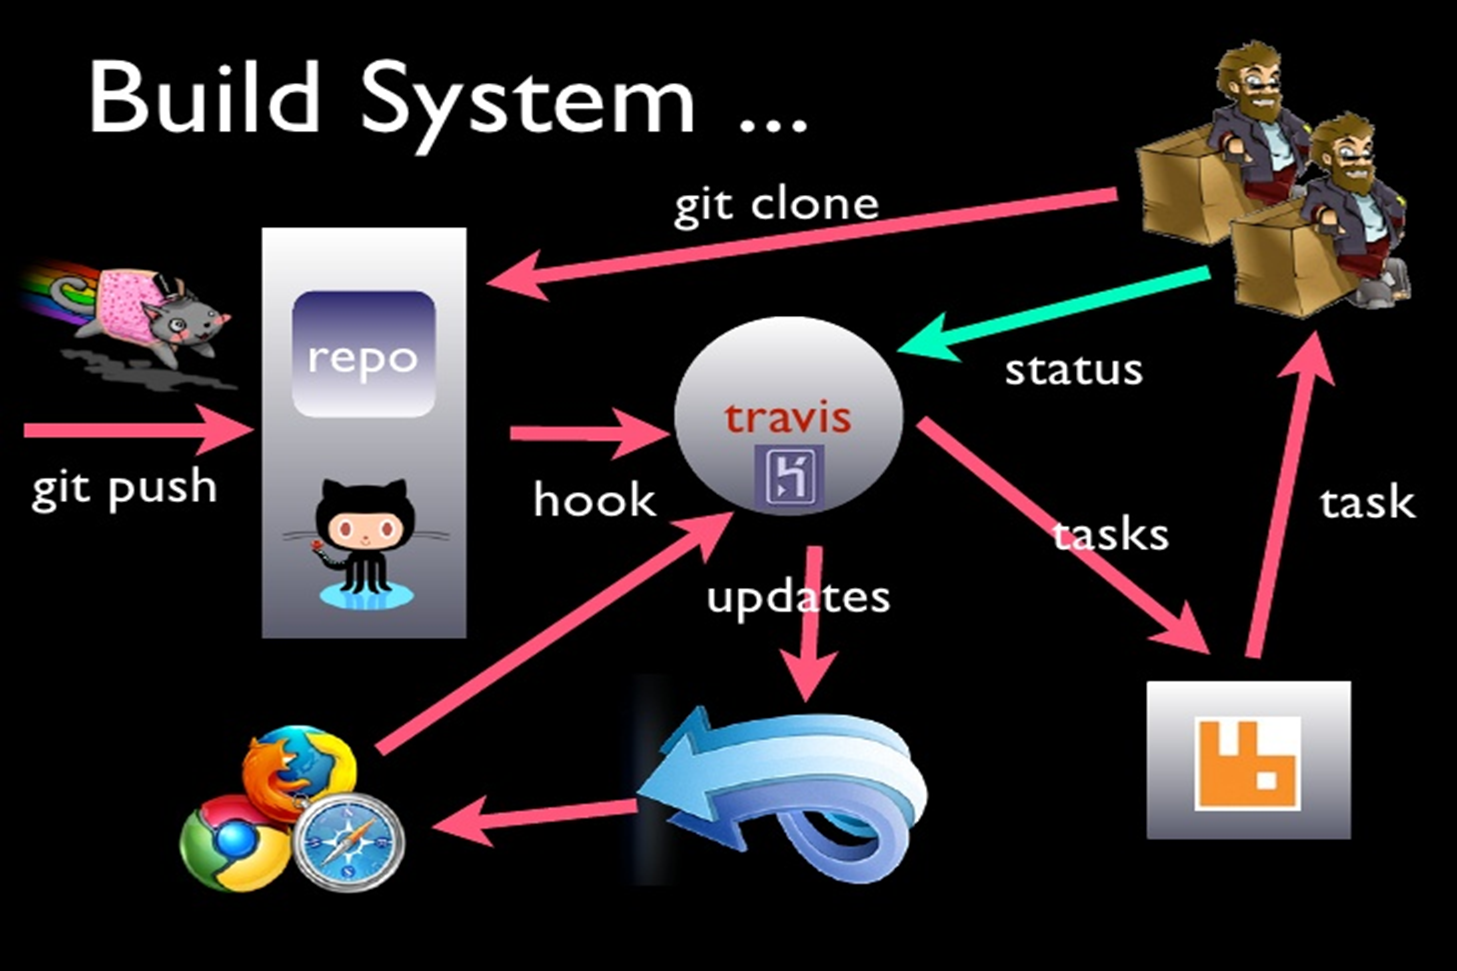 Build System ...
git clone
repo
status
travis
git push
hook
tasks
task
updates